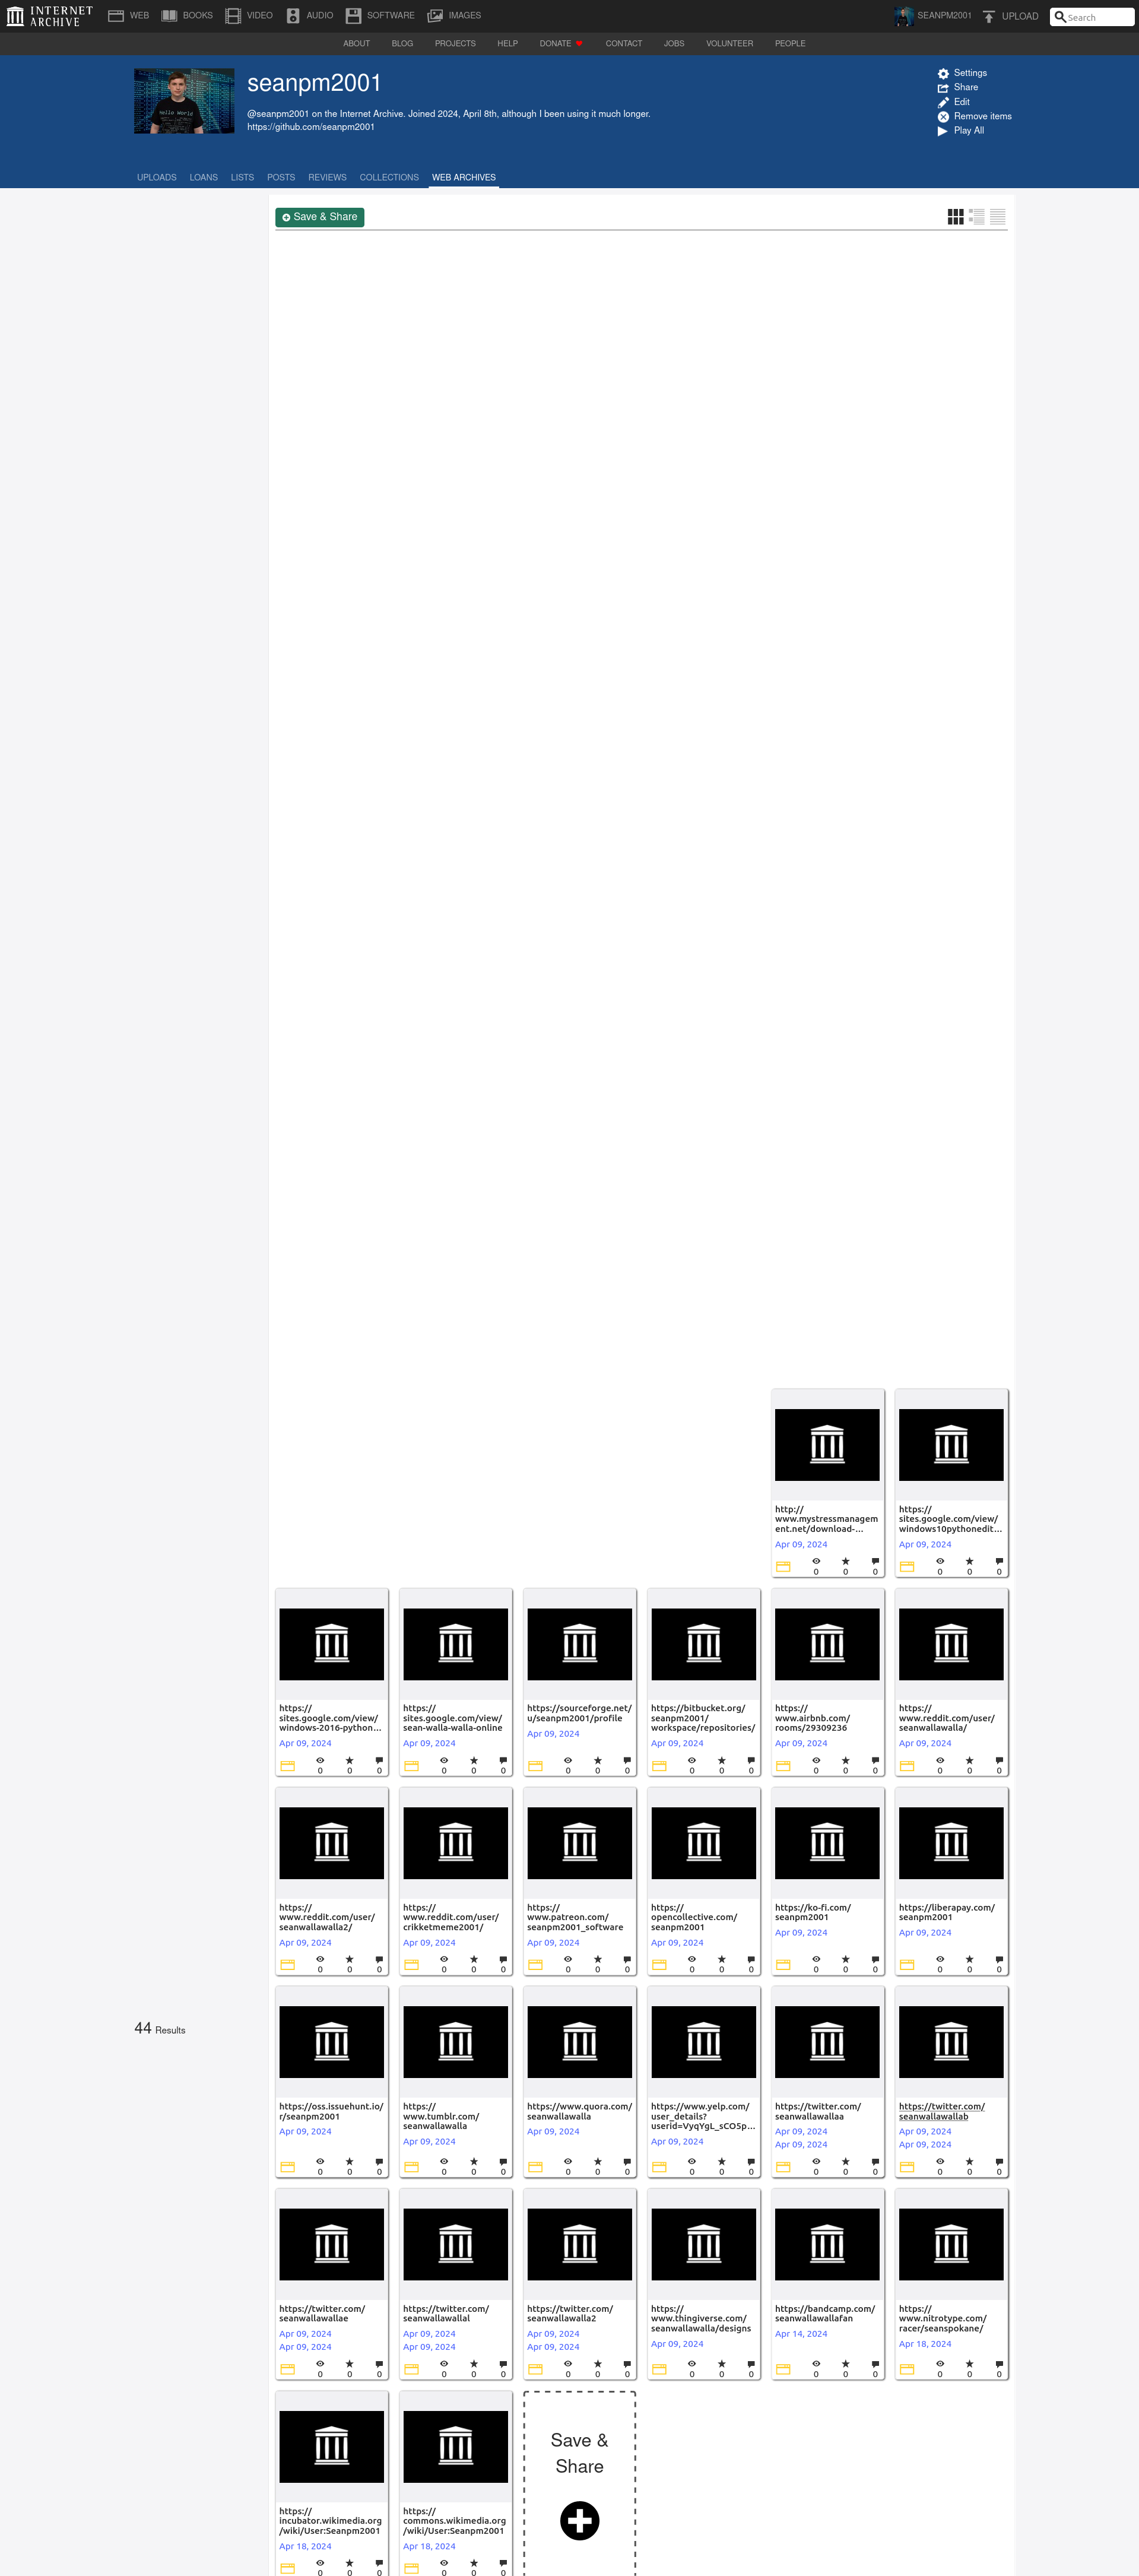 INTERNET
ARCHIVE
WEB BOOKS VIDEO AUDIO SOFTWARE IMAGES SEANPM2001 UPLOAD Search
ABOUT BLOG PROJECTS HELP DONATE CONTACT JOBS VOLUNTEER PEOPLE
Hello World
seanpm2001
@seanpm2001 on the Internet Archive. Joined 2024, April 8th, although I been using it much longer.
https://github.com/seanpm2001
Settings
Share
Edit
Remove items
Play All
UPLOADS LOANS LISTS POSTS REVIEWS COLLECTIONS WEB ARCHIVES
Save & Share
44 Results
http://
www.mystressmanagem
ent.net/download-...
Apr 09, 2024
0 0 0
https://
sites.google.com/view/
windows10pythonedit...
Apr 09, 2024
0 0 0
https://
sites.google.com/view/
windows-2016-python...
Apr 09, 2024
0 0 0
https://
sites.google.com/view/
sean-walla-walla-online
Apr 09, 2024
0 0 0
https://sourceforge.net/
u/seanpm2001/profile
Apr 09, 2024
0 0 0
https://bitbucket.org/
seanpm2001/
workspace/repositories/
Apr 09, 2024
0 0 0
https://
www.airbnb.com/
rooms/29309236
Apr 09, 2024
0 0 0
https://
www.reddit.com/user/
seanwallawalla/
Apr 09, 2024
0 0 0
https://
www.reddit.com/user/
seanwallawalla2/
Apr 09, 2024
0 0 0
https://
www.reddit.com/user/
crikketmeme2001/
Apr 09, 2024
0 0 0
https://
www.patreon.com/
seanpm2001_software
Apr 09, 2024
0 0 0
https://
opencollective.com/
seanpm2001
Apr 09, 2024
0 0 0
https://ko-fi.com/
seanpm2001
Apr 09, 2024
0 0 0
https://liberapay.com/
seanpm2001
Apr 09, 2024
0 0 0
https://oss.issuehunt.io/
r/seanpm2001
Apr 09, 2024
0 0 0
https://
www.tumblr.com/
seanwallawalla
Apr 09, 2024
0 0 0
https://www.quora.com/
seanwallawalla
Apr 09, 2024
0 0 0
https://www.yelp.com/
user_details?
userid=VyqYgL_sCO5p...
Apr 09, 2024
0 0 0
https://twitter.com/
seanwallawallaa
Apr 09, 2024
Apr 09, 2024
0 0 0
https://twitter.com/
seanwallawallab
Apr 09, 2024
Apr 09, 2024
0 0 0
https://twitter.com/
seanwallawallae
Apr 09, 2024
Apr 09, 2024
0 0 0
https://twitter.com/
seanwallawallal
Apr 09, 2024
Apr 09, 2024
0 0 0
https://twitter.com/
seanwallawalla2
Apr 09, 2024
Apr 09, 2024
0 0 0
https://
www.thingiverse.com/
seanwallawalla/designs
Apr 09, 2024
0 0 0
https://bandcamp.com/
seanwallawallafan
Apr 14, 2024
0 0 0
https://
www.nitrotype.com/
racer/seanspokane/
Apr 18, 2024
0 0 0
https://
incubator.wikimedia.org
/wiki/User:Seanpm2001
Apr 18, 2024
0 0 0
https://
commons.wikimedia.org
/wiki/User:Seanpm2001
Apr 18, 2024
0 0 0
Save &
Share